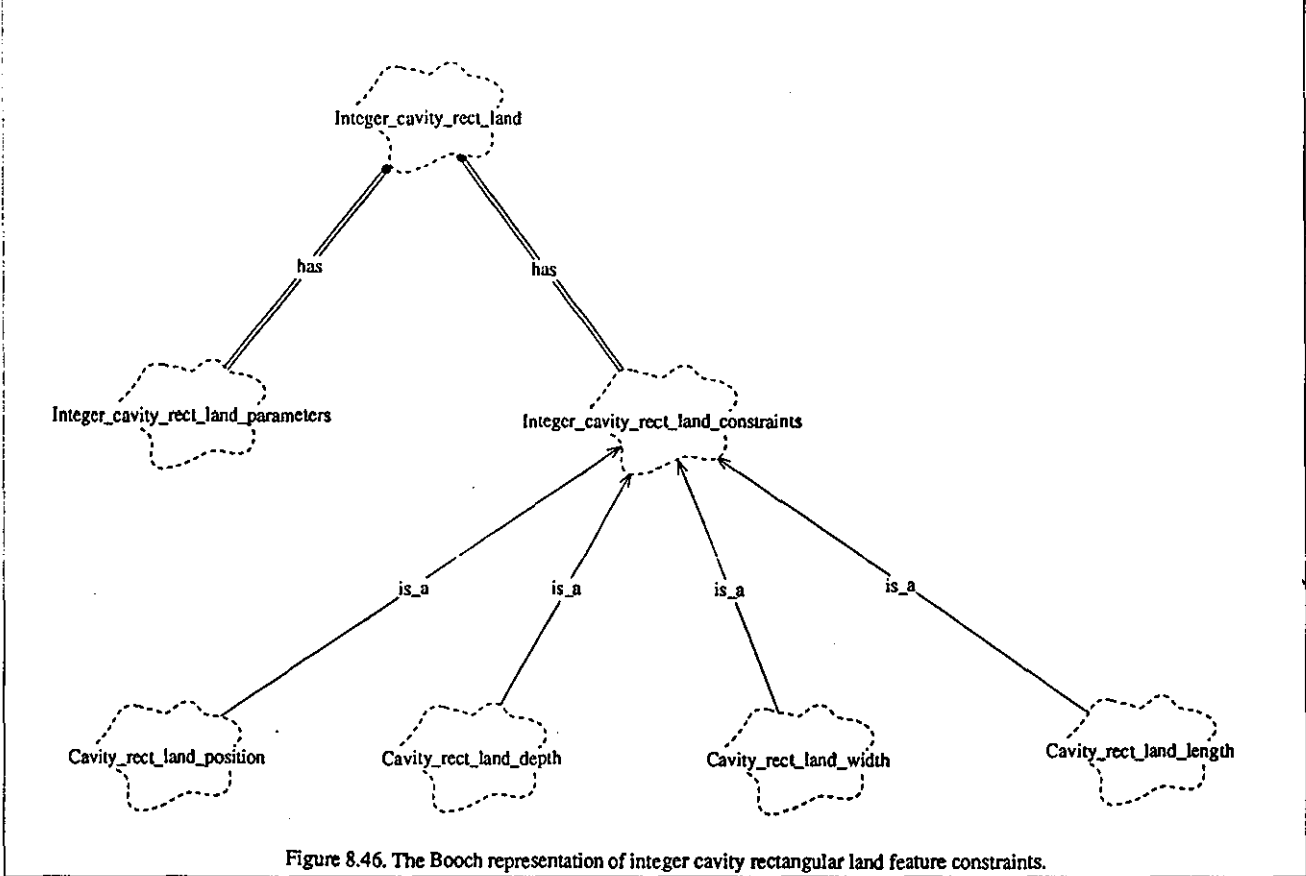 Integer_cavity_rect_land
has
has
Integer_cavity_rect_land_parameters
Integer_cavity_rect_land_constraints
is_a
is_a
is_a
is_a
Cavity_rect_land_position
Cavity_rect_land_depth
Cavity_rect_land_width
Cavity_rect_land_length
Figure 8.46. The Booch representation of integer cavity rectangular land feature constraints.